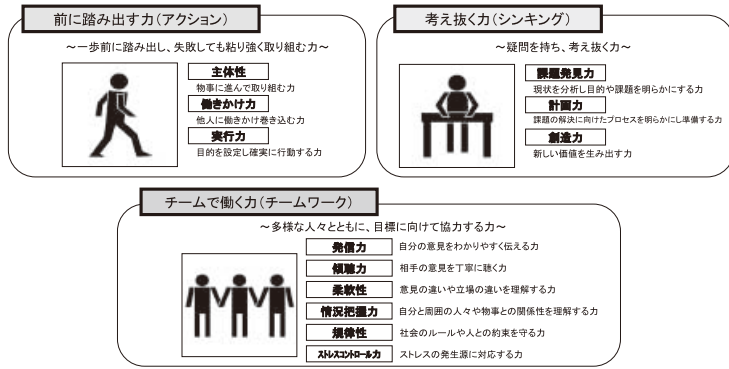 前に踏み出す力（アクション）
～一歩前に踏み出し、失敗しても粘り強く取り組む力～
主体性
物事に進んで取り組む力
働きかけ力
他人に働きかけ巻き込む力
実行力
目的を設定し確実に行動する力
考え抜く力（シンキング）
～疑問を持ち、考え抜く力～
課題発見力
現状を分析し目的や課題を明らかにする力
計画力
課題の解決に向けたプロセスを明らかにし準備する力
創造力
新しい価値を生み出す力
チームで働く力（チームワーク）
～多様な人々とともに、目標に向けて協力する力～
発信力 自分の意見をわかりやすく伝える力
傾聴力 相手の意見を丁寧に聴く力
柔軟性 意見の違いや立場の違いを理解する力
情況把握力 自分と周囲の人々や物事との関係性を理解する力
規律性 社会のルールや人との約束を守る力
ストレスコントロール力 ストレスの発生源に対応する力